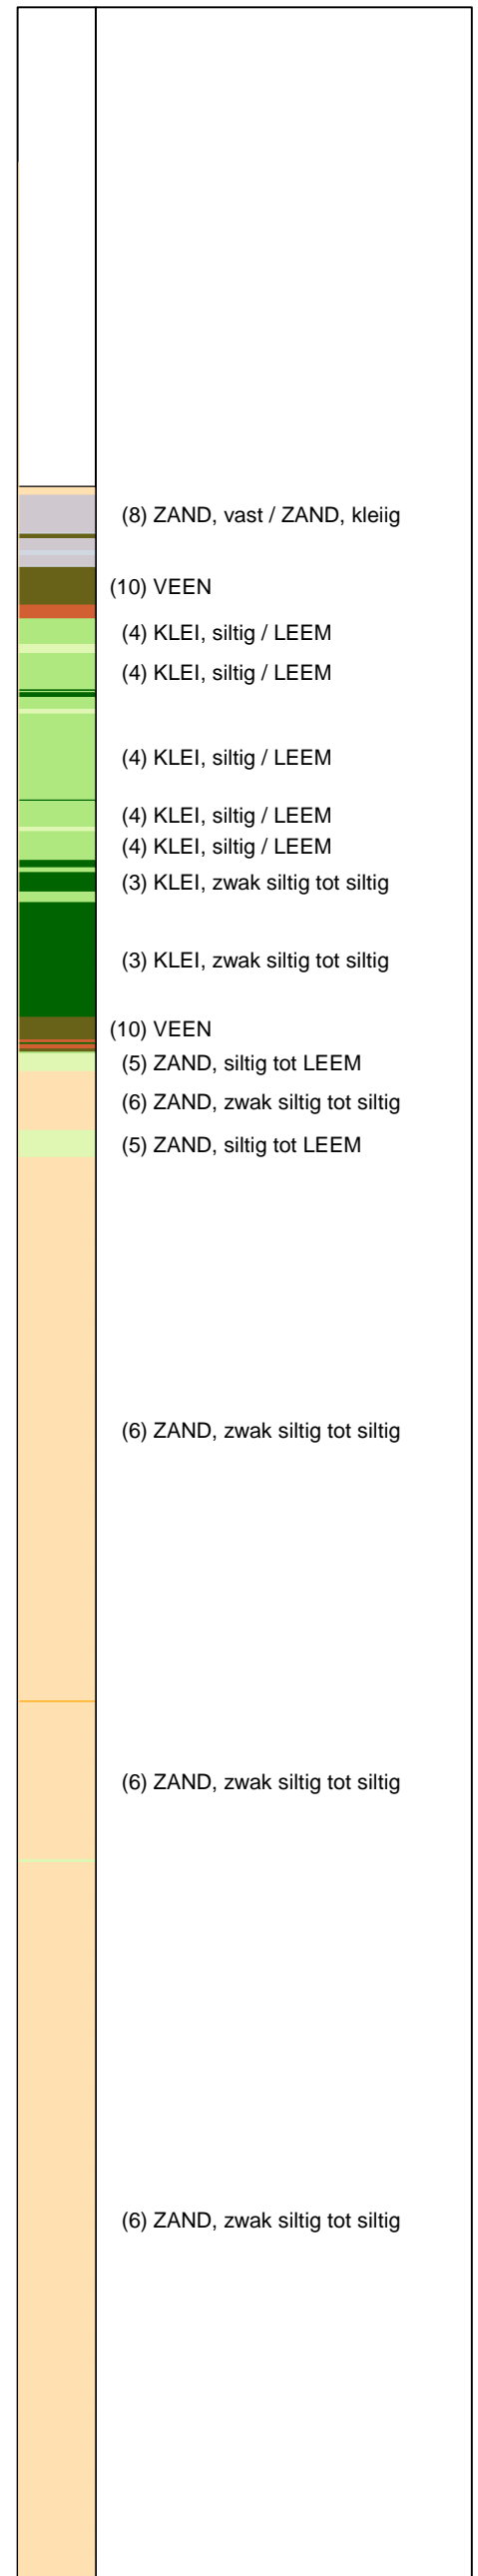 (8) ZAND, vast / ZAND, kleiig
(10) VEEN
(4) KLEI, siltig / LEEM
(4) KLEI, siltig / LEEM
(4) KLEI, siltig / LEEM
(4) KLEI, siltig / LEEM
(4) KLEI, siltig / LEEM
(3) KLEI, zwak siltig tot siltig
(3) KLEI, zwak siltig tot siltig
(10) VEEN
(5) ZAND, siltig tot LEEM
(6) ZAND, zwak siltig tot siltig
(5) ZAND, siltig tot LEEM
(6) ZAND, zwak siltig tot siltig
(6) ZAND, zwak siltig tot siltig
(6) ZAND, zwak siltig tot siltig